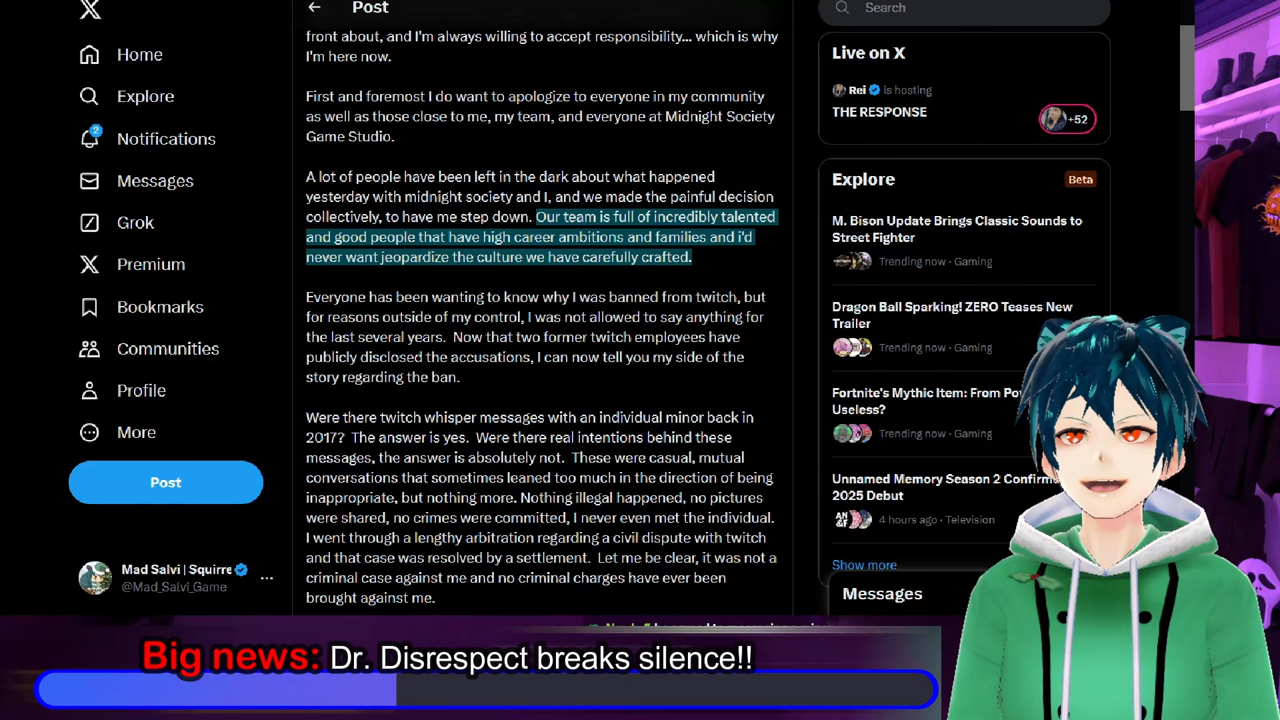 Post
Search
front about, and I'm always willing to accept responsibility... which is why
I'm here now.
First and foremost I do want to apologize to everyone in my community
as well as those close to me, my team, and everyone at Midnight Society
Game Studio.
A lot of people have been left in the dark about what happened
yesterday with midnight society and I, and we made the painful decision
collectively, to have me step down. Our team is full of incredibly talented
and good people that have high career ambitions and families and i'd
never want jeopardize the culture we have carefully crafted.
Everyone has been wanting to know why I was banned from twitch, but
for reasons outside of my control, I was not allowed to say anything for
the last several years. Now that two former twitch employees have
publicly disclosed the accusations, I can now tell you my side of the
story regarding the ban.
Were there twitch whisper messages with an individual minor back in
2017? The answer is yes. Were there real intentions behind these
messages, the answer is absolutely not. These were casual, mutual
conversations that sometimes leaned too much in the direction of being
inappropriate, but nothing more. Nothing illegal happened, no pictures
were shared, no crimes were committed, I never even met the individual.
I went through a lengthy arbitration regarding a civil dispute with twitch
and that case was resolved by a settlement. Let me be clear, it was not a
criminal case against me and no criminal charges have ever been
brought against me.
Home
Explore
2
Notifications
Messages
Grok
Premium
Bookmarks
Communities
Profile
More
Post
Mad Salvi | Squirre
@Mad_Salvi_Game
Live on X
Rei is hosting
THE RESPONSE
+52
Explore
Beta
M. Bison Update Brings Classic Sounds to
Street Fighter
Trending now · Gaming
Dragon Ball Sparking! ZERO Teases New
Trailer
Trending now · Gaming
Fortnite's Mythic Item: From
Useless?
Trending now · Gaming
Unnamed Memory Season 2
2025 Debut
4 hours ago · Television
Show more
Messages
Big news: Dr. Disrespect breaks silence!!